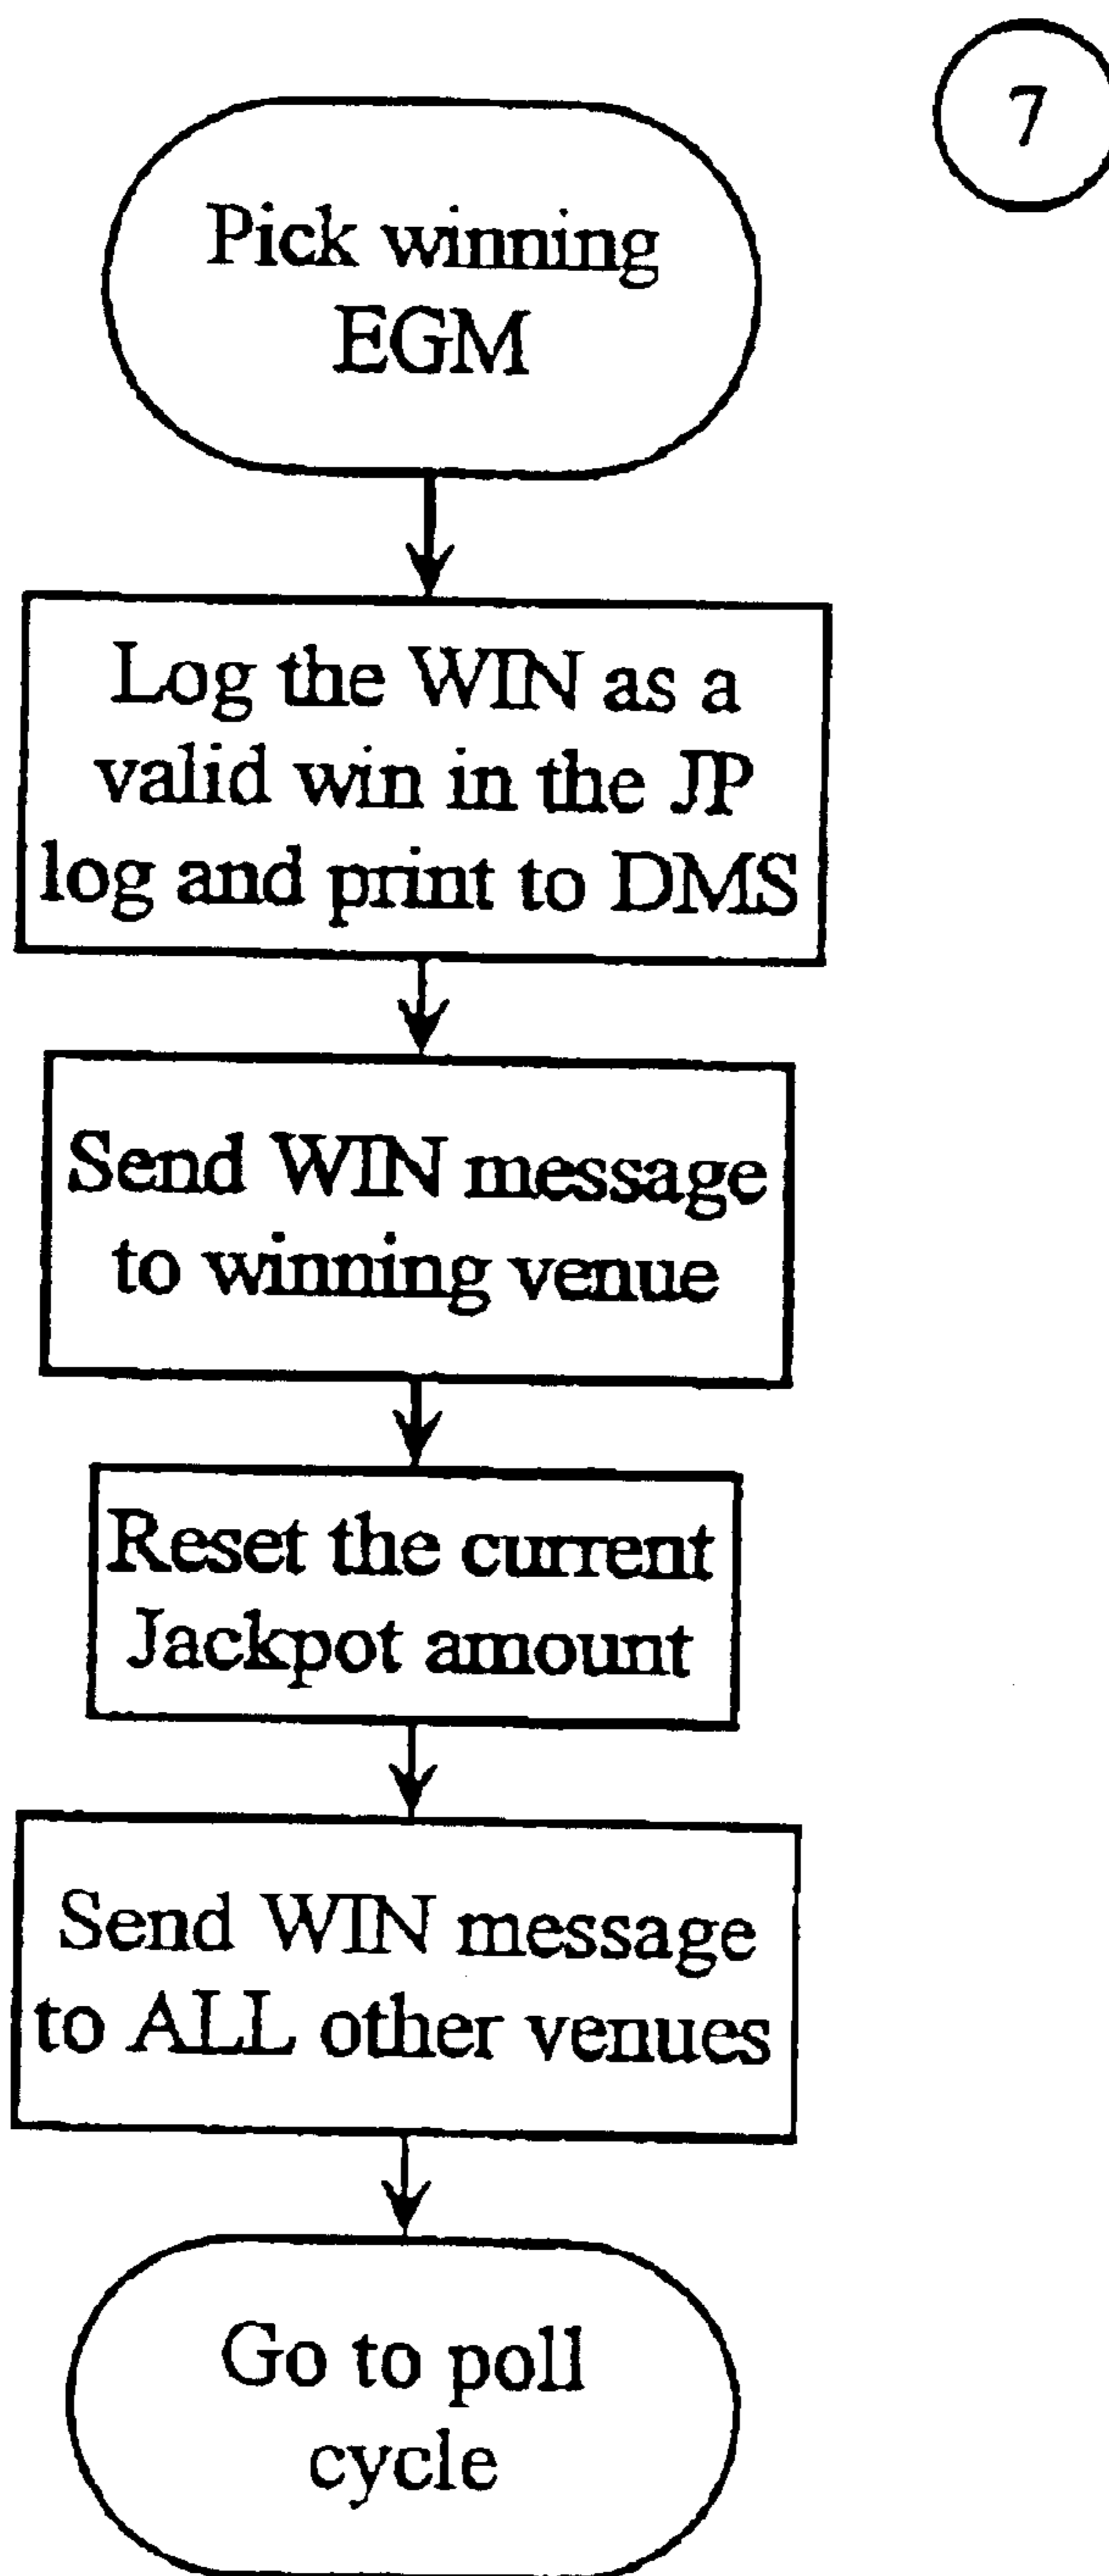 7
Pick winning
EGM
Log the WIN as a
valid win in the JP
log and print to DMS
Send WIN message
to winning venue
Reset the current
Jackpot amount
Send WIN message
to ALL other venues
Go to poll
cycle